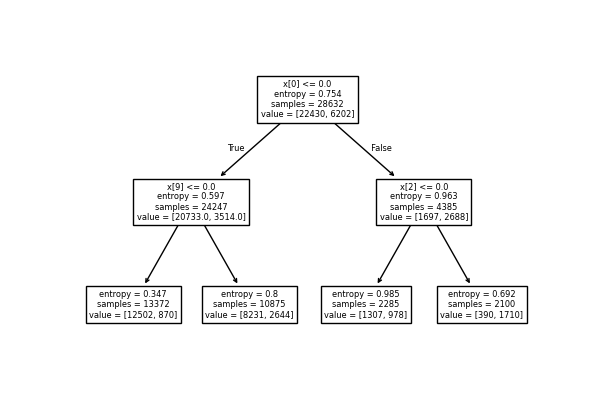 x[0] <= 0.0
entropy = 0.754
samples = 28632
value = [22430, 6202]
True
False
x[9] <= 0.0
entropy = 0.597
samples = 24247
value = [20733.0, 3514.0]
x[2] <= 0.0
entropy = 0.963
samples = 4385
value = [1697, 2688]
entropy = 0.347
samples = 13372
value = [12502, 870]
entropy = 0.8
samples = 10875
value = [8231, 2644]
entropy = 0.985
samples = 2285
value = [1307, 978]
entropy = 0.692
samples = 2100
value = [390, 1710]